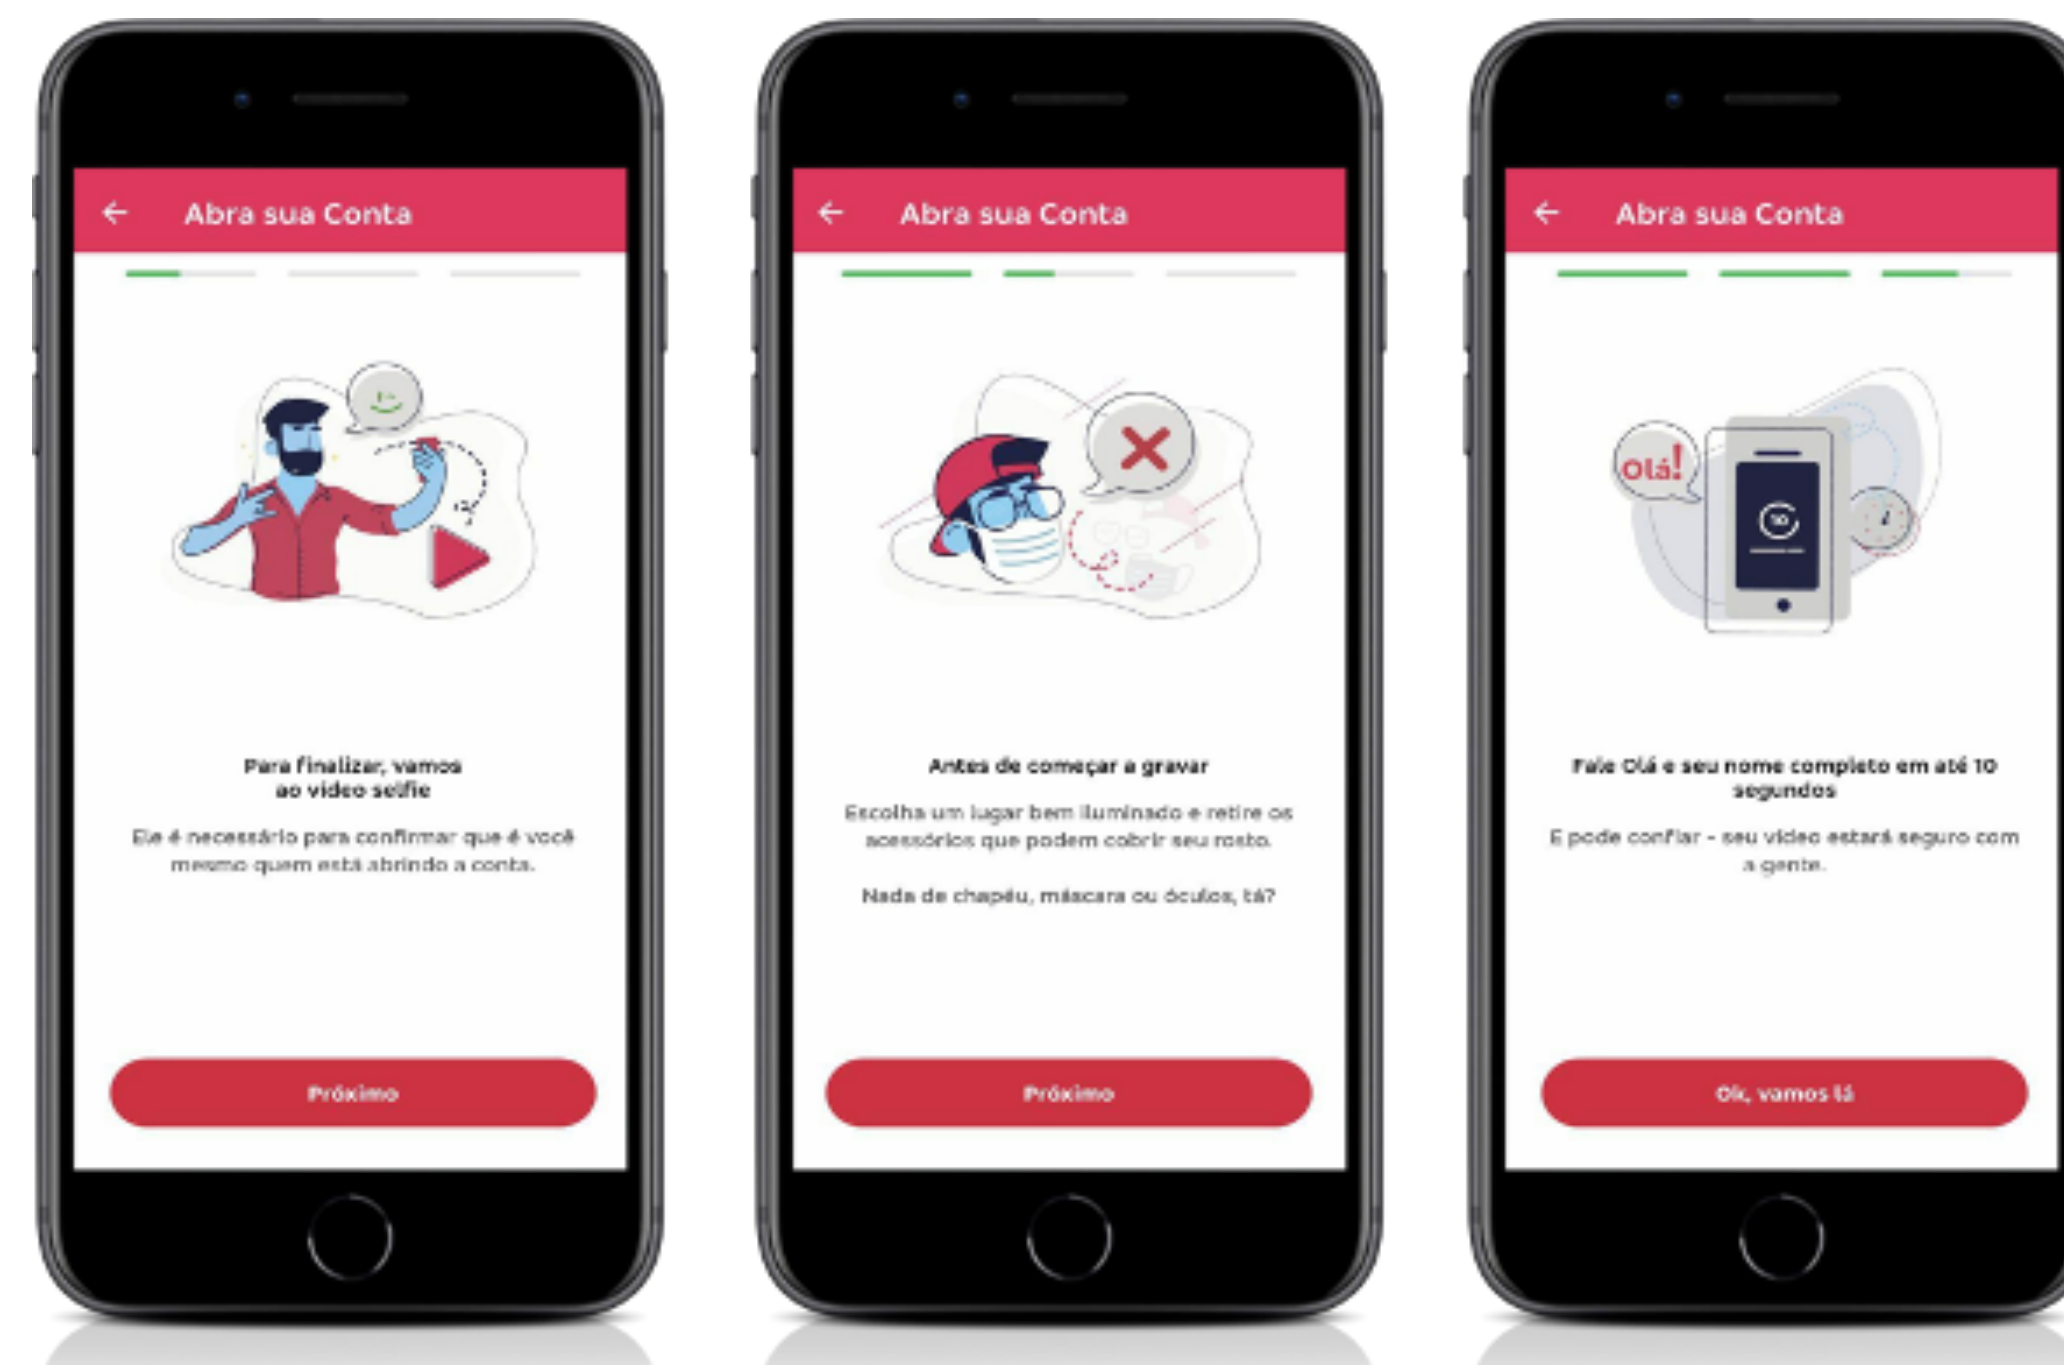 Abra sua Conta
Para finalizar, vamos
ao vídeo selfie
Ele é necessário para confirmar que é você
mesmo quem está abrindo a conta.
Próximo
Abra sua Conta
Antes de começar a gravar
Escolha um lugar bem iluminado e retire os
acessórios que podem cobrir seu rosto.
Nada de chapéu, máscara ou óculos, tá?
Próximo
Abra sua Conta
Olá!
10
Fale Olá e seu nome completo em até 10
segundos
E pode confiar - seu vídeo estará seguro com
a gente.
Ok, vamos lá